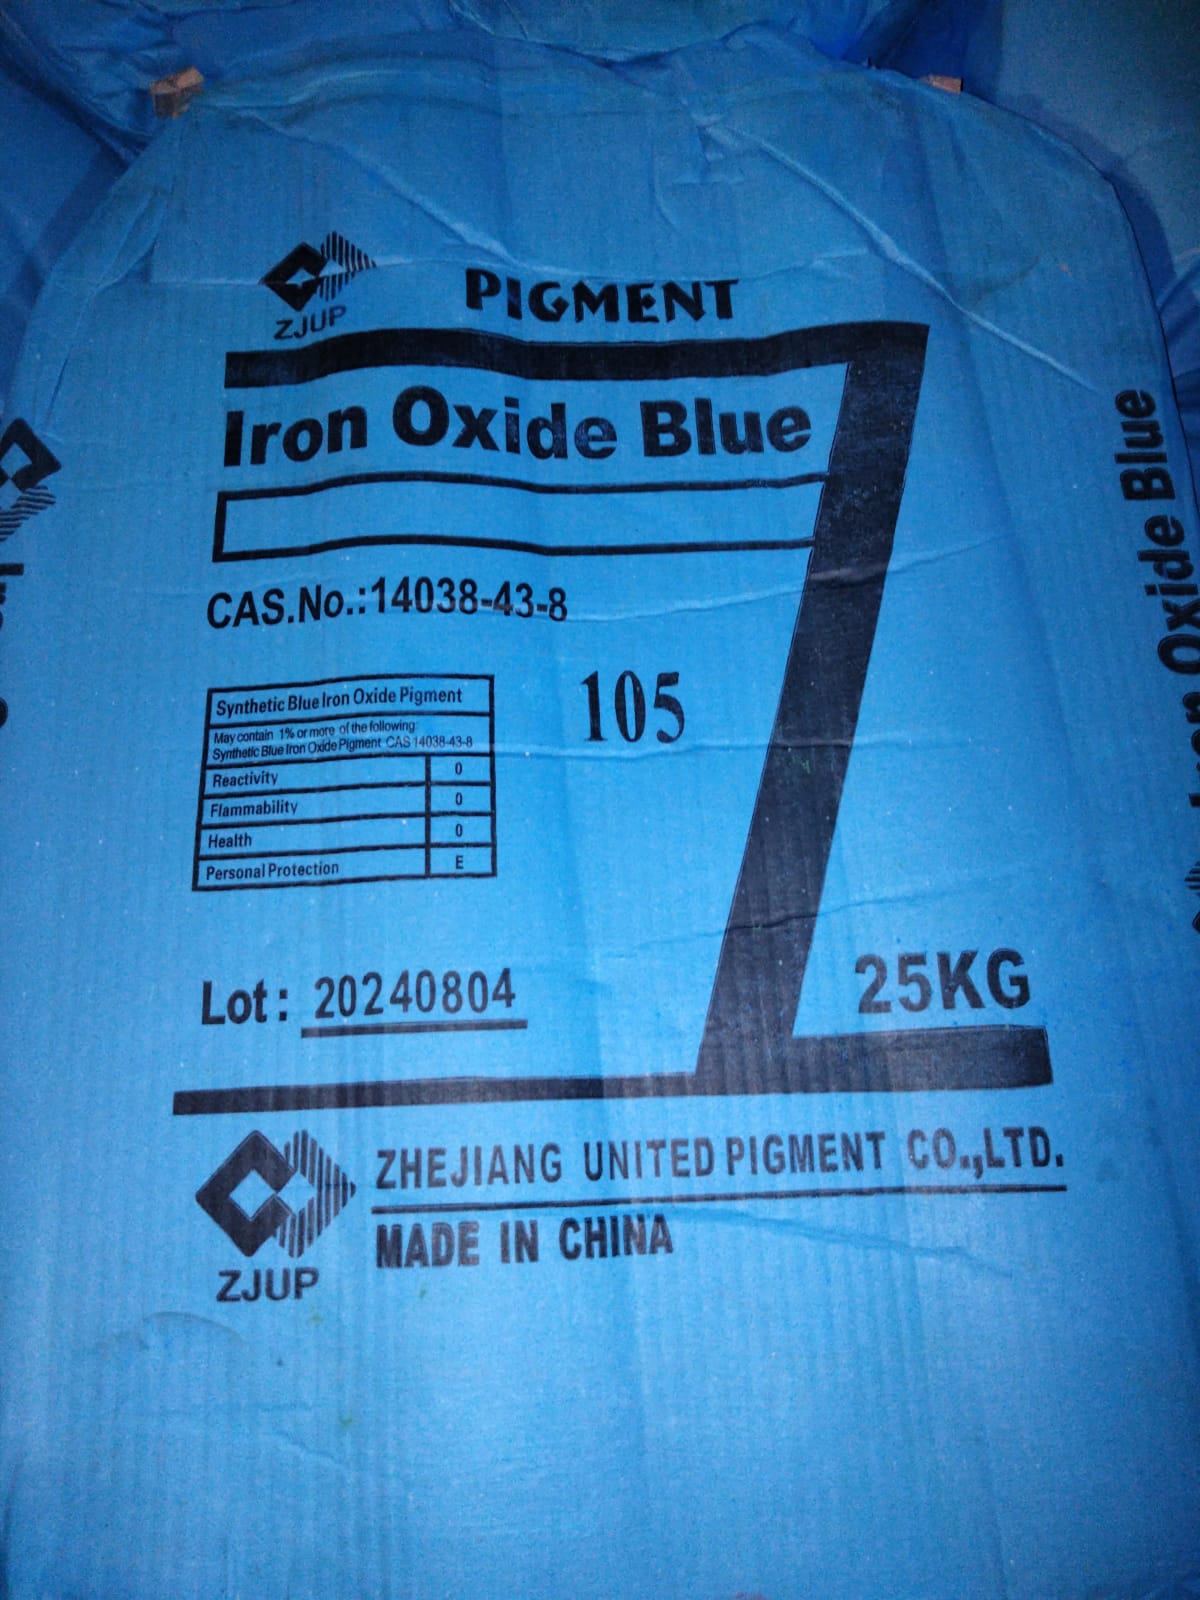 ZJUP
PIGMENT
Iron Oxide Blue
CAS.No.:14038-43-8
105
Synthetic Blue Iron Oxide Pigment
May contain 1% or more of the following:
Synthetic Blue Iron Oxide Pigment CAS 14038-43-8
Reactivity 0
Flammability 0
Health 0
Personal Protection E
Lot: 20240804
25KG
ZHEJIANG UNITED PIGMENT CO.,LTD.
MADE IN CHINA
ZJUP
Iron Oxide Blue